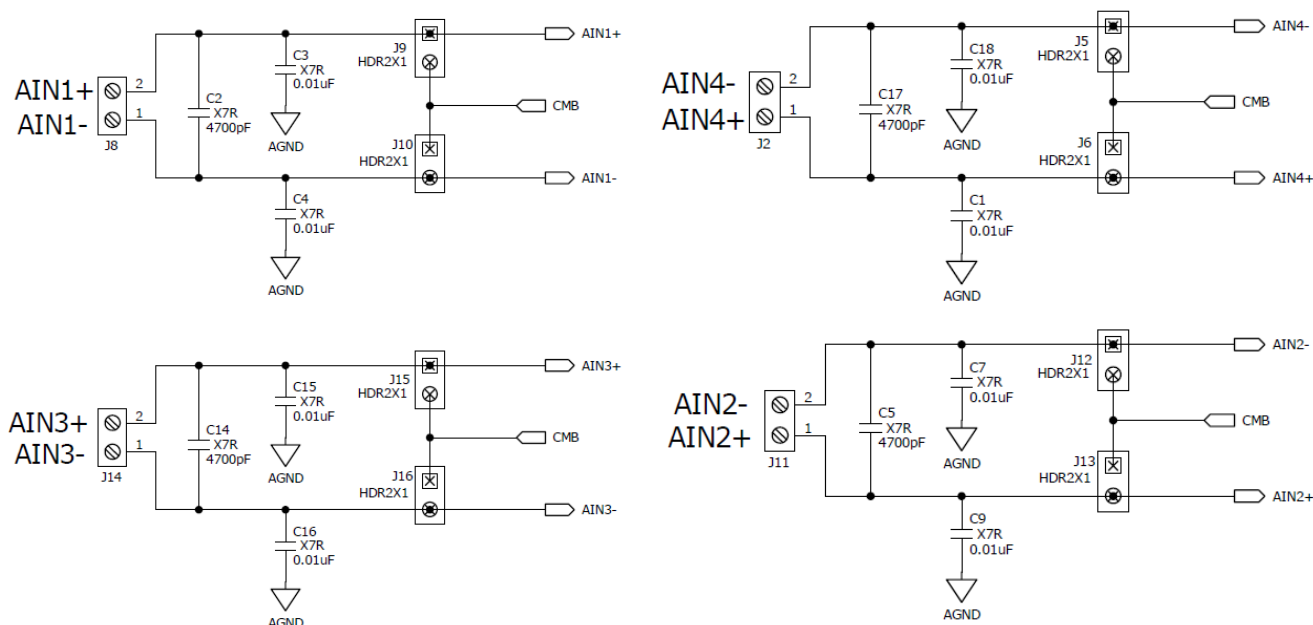 AIN1+
AIN1-
2
1
J8
C2
X7R
4700pF
C3
X7R
0.01uF
AGND
C4
X7R
0.01uF
AGND
J9
HDR2X1
J10
HDR2X1
AIN1+
CMB
AIN1-
AIN4-
AIN4+
2
1
J2
C17
X7R
4700pF
C18
X7R
0.01uF
AGND
C1
X7R
0.01uF
AGND
J5
HDR2X1
J6
HDR2X1
AIN4-
CMB
AIN4+
AIN3+
AIN3-
2
1
J14
C14
X7R
4700pF
C15
X7R
0.01uF
AGND
C16
X7R
0.01uF
AGND
J15
HDR2X1
J16
HDR2X1
AIN3+
CMB
AIN3-
AIN2-
AIN2+
2
1
J11
C5
X7R
4700pF
C7
X7R
0.01uF
AGND
C9
X7R
0.01uF
AGND
J12
HDR2X1
J13
HDR2X1
AIN2-
CMB
AIN2+